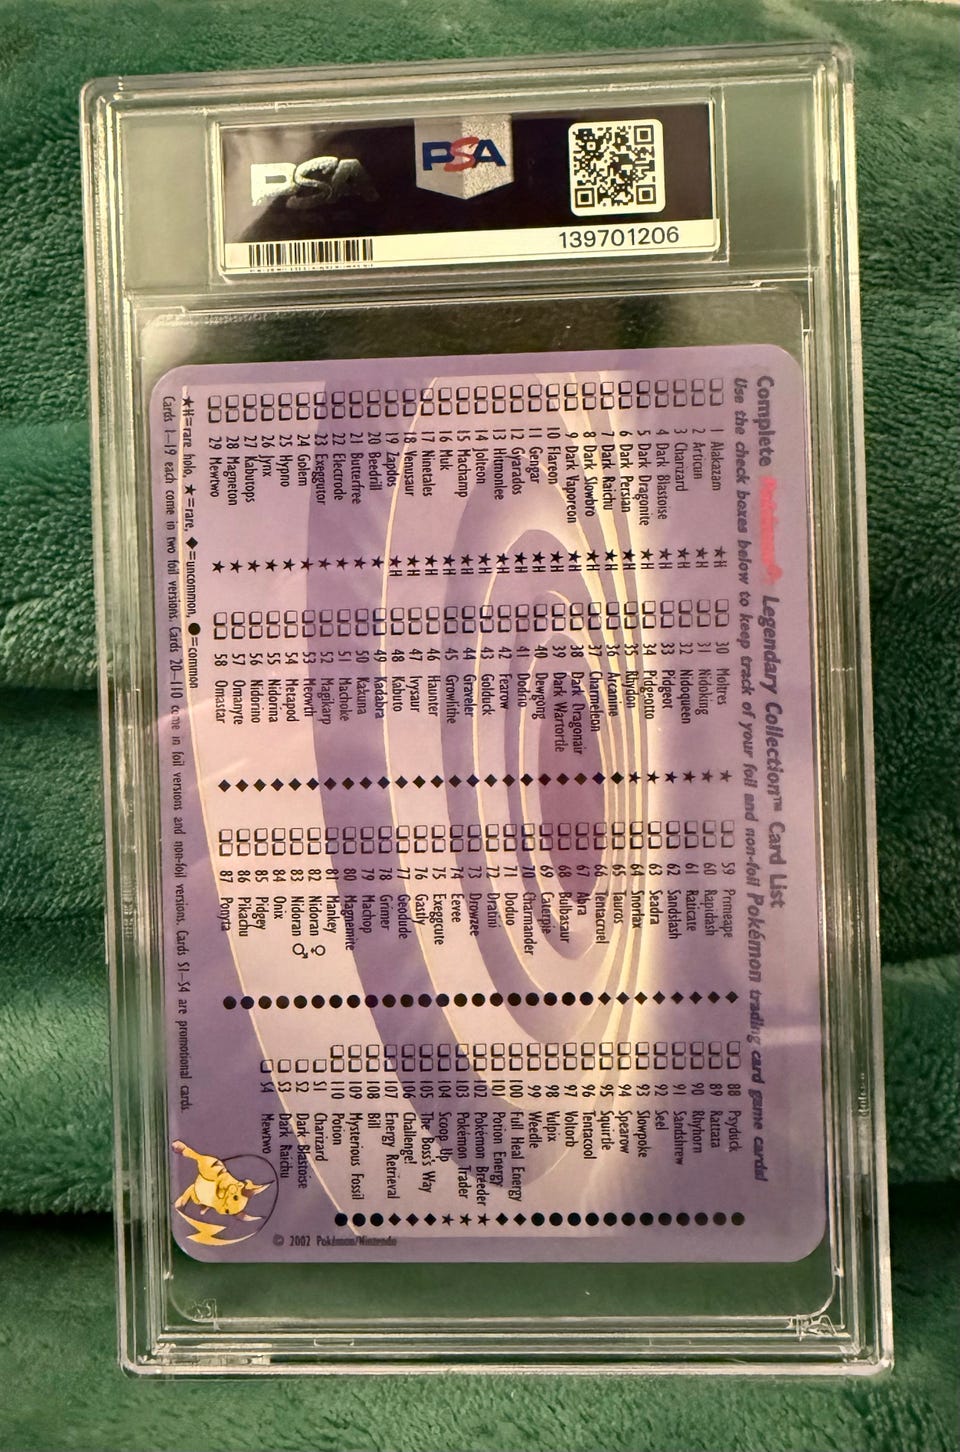 PSA
PSA
139701206
Complete Pokémon®: Legendary Collection™ Card List
Use the check boxes below to keep track of your foil and non-foil Pokémon trading card game cards!
1 Alakazam ★H
2 Articuno ★H
3 Charizard ★H
4 Dark Blastoise ★H
5 Dark Dragonite ★H
6 Dark Persian ★H
7 Dark Raichu ★H
8 Dark Slowbro ★H
9 Dark Vaporeon ★H
10 Flareon ★H
11 Gengar ★H
12 Gyarados ★H
13 Hitmonlee ★H
14 Jolteon ★H
15 Machamp ★H
16 Muk ★H
17 Ninetales ★H
18 Venusaur ★H
19 Zapdos ★H
20 Beedrill ★
21 Butterfree ★
22 Electrode ★
23 Exeggutor ★
24 Golem ★
25 Hypno ★
26 Jynx ★
27 Kabutops ★
28 Magneton ★
29 Mewtwo ★
30 Moltres ★
31 Nidoking ★
32 Nidoqueen ★
33 Pidgeot ★
34 Pidgeotto ★
35 Rhydon ★
36 Arcanine ◆
37 Charmeleon ◆
38 Dark Dragonair ◆
39 Dark Wartortle ◆
40 Dewgong ◆
41 Dodrio ◆
42 Fearow ◆
43 Golduck ◆
44 Graveler ◆
45 Growlithe ◆
46 Haunter ◆
47 Ivysaur ◆
48 Kabuto ◆
49 Kadabra ◆
50 Kakuna ◆
51 Machoke ◆
52 Magikarp ◆
53 Meowth ◆
54 Metapod ◆
55 Nidorina ◆
56 Nidorino ◆
57 Omanyte ◆
58 Omastar ◆
59 Primeape ◆
60 Rapidash ◆
61 Raticate ◆
62 Sandslash ◆
63 Seadra ◆
64 Snorlax ◆
65 Tauros ◆
66 Tentacruel ◆
67 Abra ●
68 Bulbasaur ●
69 Caterpie ●
70 Charmander ●
71 Doduo ●
72 Dratini ●
73 Drowzee ●
74 Eevee ●
75 Exeggcute ●
76 Gastly ●
77 Geodude ●
78 Grimer ●
79 Machop ●
80 Magnemite ●
81 Mankey ●
82 Nidoran ♀ ●
83 Nidoran ♂ ●
84 Onix ●
85 Pidgey ●
86 Pikachu ●
87 Ponyta ●
88 Psyduck ●
89 Rattata ●
90 Rhyhorn ●
91 Sandshrew ●
92 Seel ●
93 Slowpoke ●
94 Spearow ●
95 Squirtle ●
96 Tentacool ●
97 Voltorb ●
98 Vulpix ●
99 Weedle ●
100 Full Heal Energy ◆
101 Potion Energy ◆
102 Pokémon Breeder ★
103 Pokémon Trader ★
104 Scoop Up ★
105 The Boss's Way ◆
106 Challenge! ◆
107 Energy Retrieval ◆
108 Bill ●
109 Mysterious Fossil ●
110 Potion ●
S1 Charizard
S2 Dark Blastoise
S3 Dark Raichu
S4 Mewtwo
★H=rare holo, ★=rare, ◆=uncommon, ●=common
Cards 1–19 each come in two foil versions. Cards 20–110 come in foil versions and non-foil versions. Cards S1–S4 are promotional cards.
© 2002 Pokémon/Nintendo